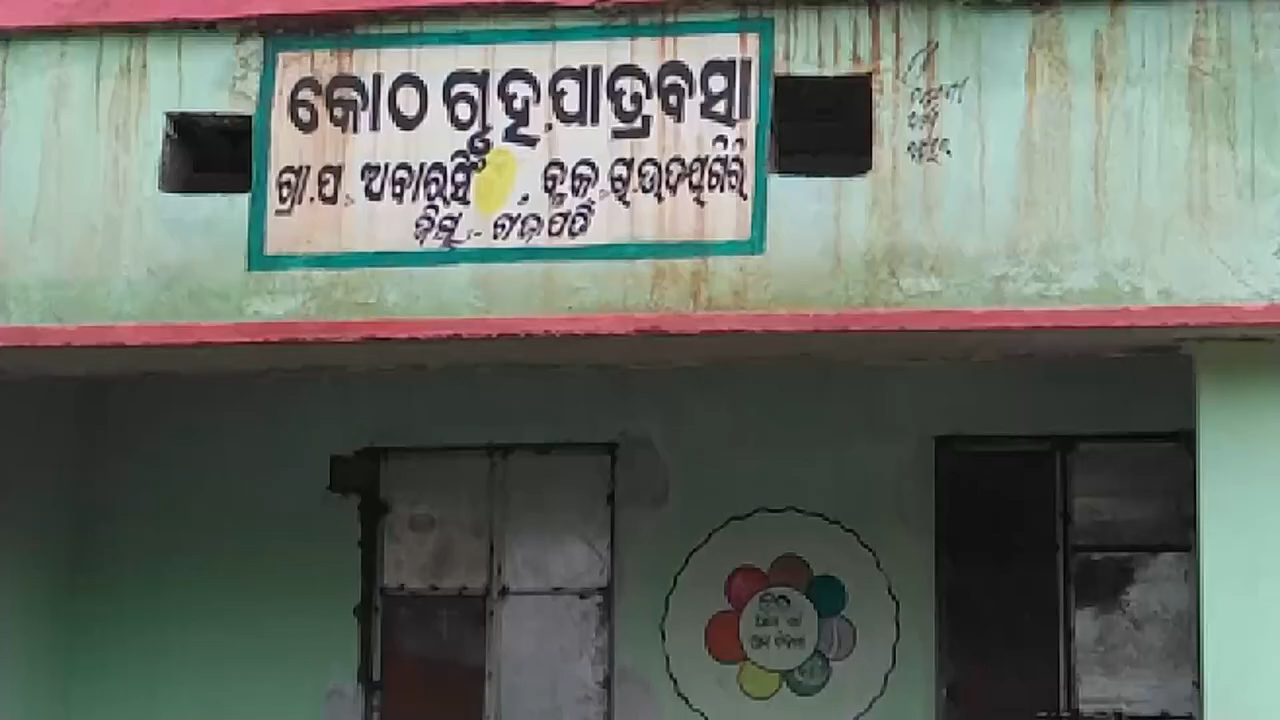 କୋଠ ଗୃହ,ପାତ୍ରବସ୍ତା
ଗ୍ରା.ପ. ଅବାରସିଂ , ବ୍ଲକ.ଗୁ.ଉଦୟଗିରି
ଜିଲ୍ଲା:- ଗଜପତି